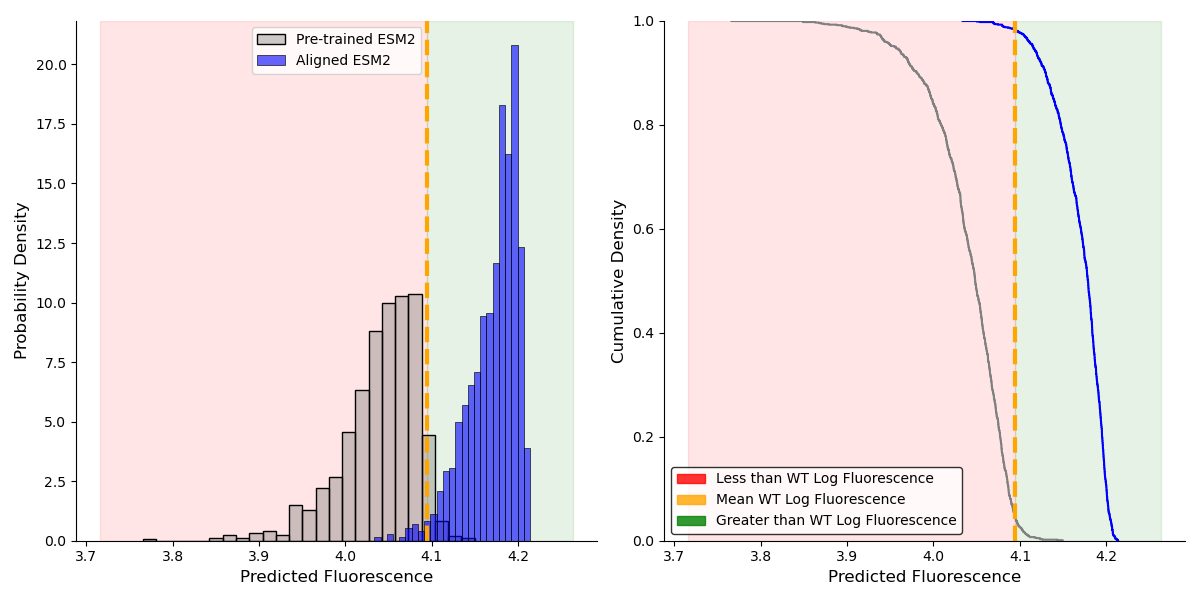 Pre-trained ESM2
Aligned ESM2
20.0
17.5
15.0
12.5
10.0
7.5
5.0
2.5
0.0
Probability Density
3.7 3.8 3.9 4.0 4.1 4.2
Predicted Fluorescence
1.0
0.8
0.6
0.4
0.2
0.0
Cumulative Density
Less than WT Log Fluorescence
Mean WT Log Fluorescence
Greater than WT Log Fluorescence
3.7 3.8 3.9 4.0 4.1 4.2
Predicted Fluorescence